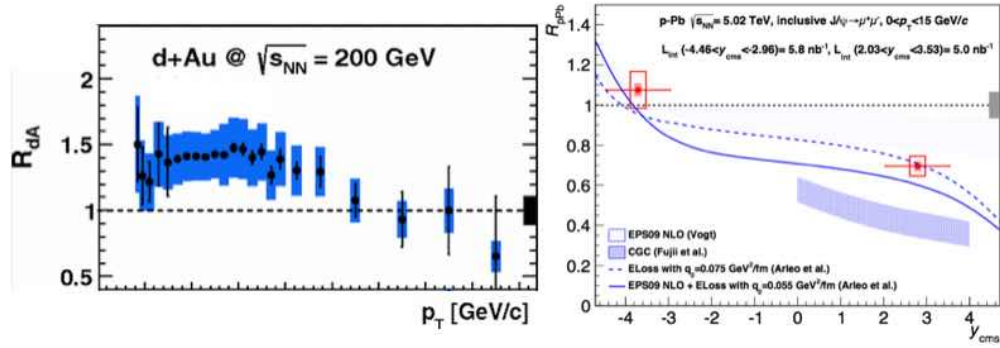 d+Au @ √sNN = 200 GeV
RdA
2
1.5
1
0.5
pT [GeV/c]
RpPb
p-Pb √sNN= 5.02 TeV, inclusive J/ψ→μ+μ-, 0<pT<15 GeV/c
Lint (-4.46<ycms<-2.96)= 5.8 nb-1, Lint (2.03<ycms<3.53)= 5.0 nb-1
1.4
1.2
1
0.8
0.6
0.4
0.2
0
EPS09 NLO (Vogt)
CGC (Fujii et al.)
ELoss with q0=0.075 GeV2/fm (Arleo et al.)
EPS09 NLO + ELoss with q0=0.055 GeV2/fm (Arleo et al.)
-4 -3 -2 -1 0 1 2 3 4
ycms